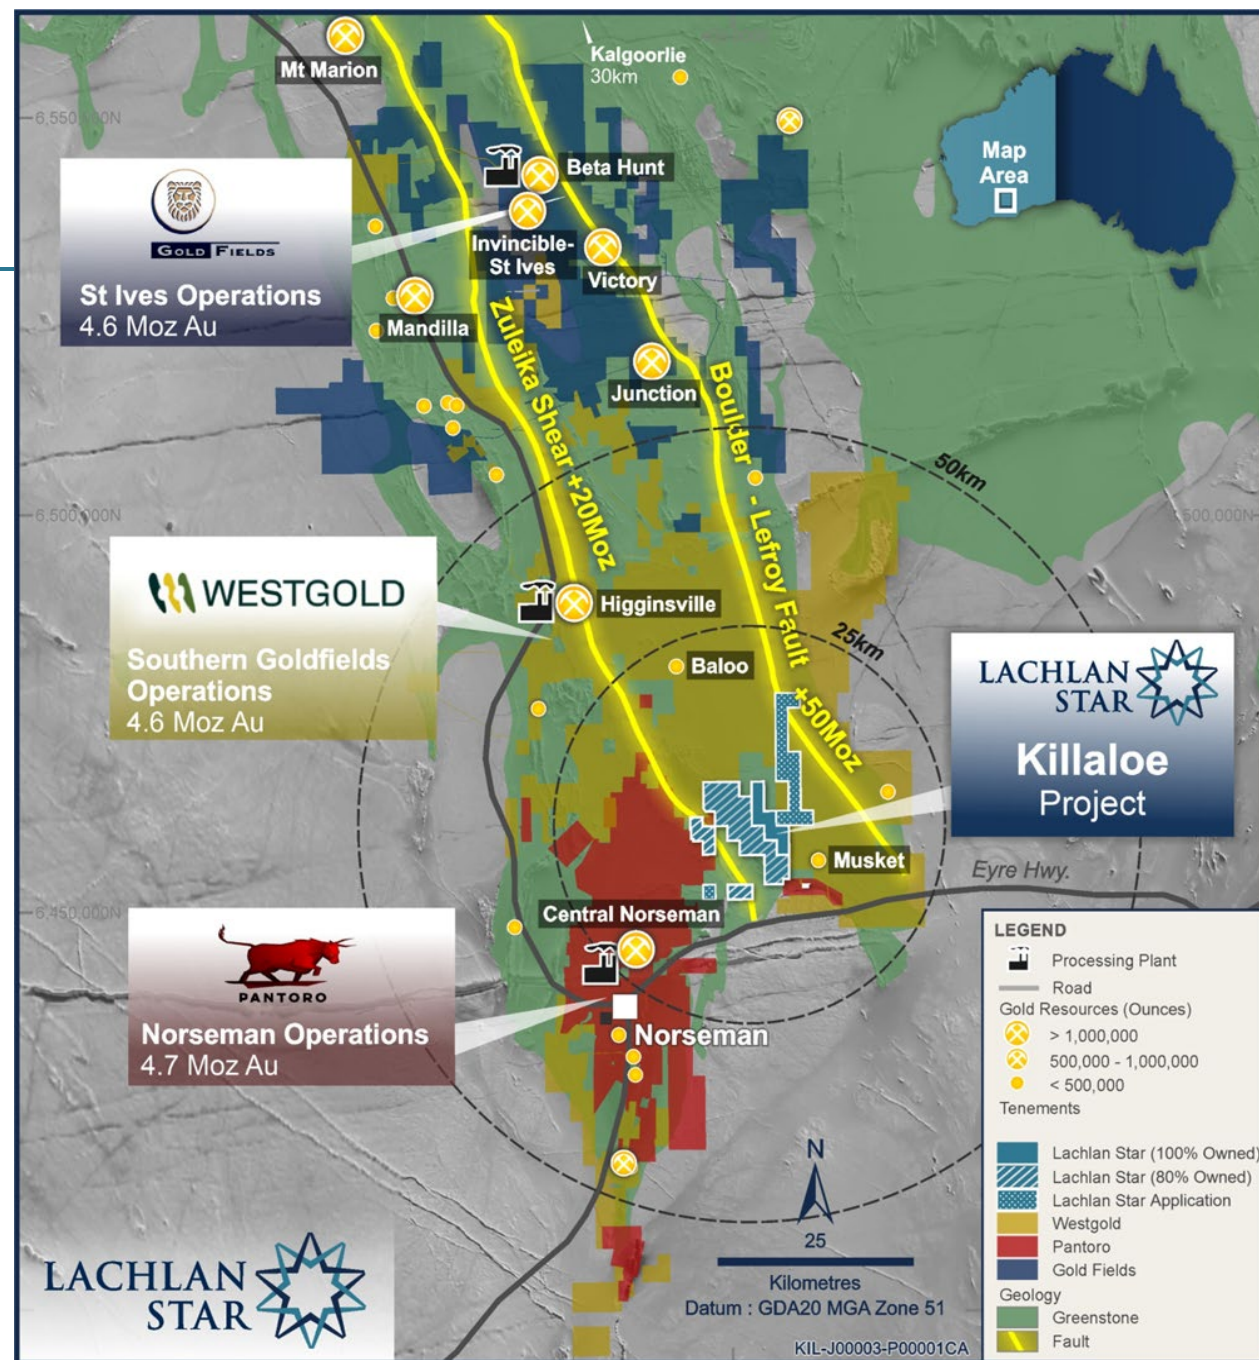 Kalgoorlie
30km
Mt Marion
6,550,000N
Map
Area
Beta Hunt
Invincible-
St Ives
Victory
GOLD FIELDS
St Ives Operations
4.6 Moz Au
Mandilla
Junction
Zuleika Shear +20Moz
Boulder - Lefroy Fault +50Moz
50km
6,500,000N
500,000N
WESTGOLD
Southern Goldfields
Operations
4.6 Moz Au
Higginsville
25km
Baloo
LACHLAN
STAR
Killaloe
Project
Musket
Eyre Hwy.
6,450,000N
Central Norseman
PANTORO
Norseman Operations
4.7 Moz Au
Norseman
LEGEND
Processing Plant
Road
Gold Resources (Ounces)
> 1,000,000
500,000 - 1,000,000
< 500,000
Tenements
Lachlan Star (100% Owned)
Lachlan Star (80% Owned)
Lachlan Star Application
Westgold
Pantoro
Gold Fields
Geology
Greenstone
Fault
N
25
Kilometres
Datum : GDA20 MGA Zone 51
KIL-J00003-P00001CA
LACHLAN
STAR